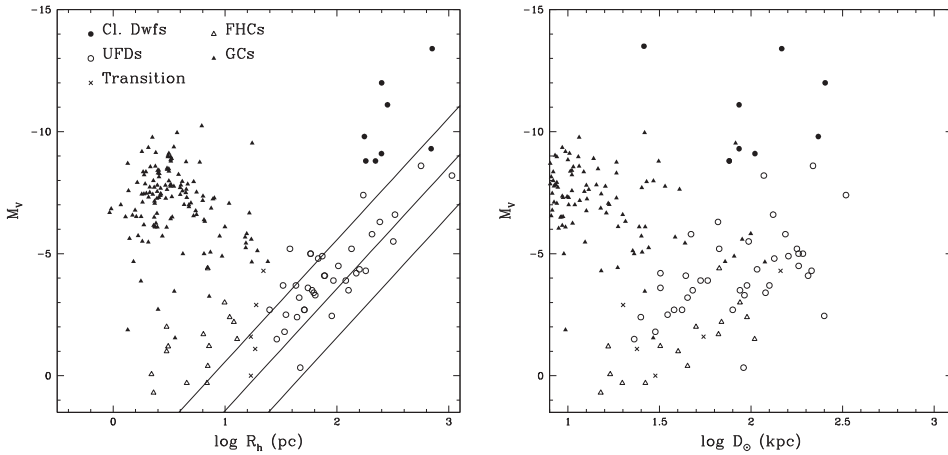 Cl. Dwfs
FHCs
UFDs
GCs
Transition
-15
-10
-5
0
M_V
0
1
2
3
log R_h (pc)
-15
-10
-5
0
M_V
1
1.5
2
2.5
3
log D_⊙ (kpc)